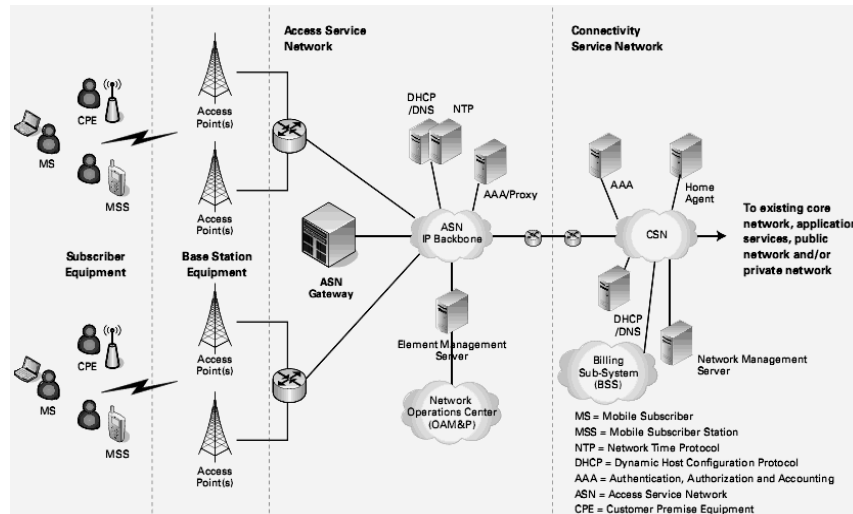 Access Service
Network
Connectivity
Service Network
CPE
MS
MSS
Access
Point(s)
Access
Point(s)
DHCP
/DNS
NTP
AAA/Proxy
AAA
Home
Agent
ASN
IP Backbone
CSN
To existing core
network, application
services, public
network and/or
private network
Subscriber
Equipment
Base Station
Equipment
ASN
Gateway
CPE
MS
MSS
Access
Point(s)
Access
Point(s)
Element Management
Server
Network
Operations Center
(OAM&P)
DHCP
/DNS
Billing
Sub-System
(BSS)
Network Management
Server
MS = Mobile Subscriber
MSS = Mobile Subscriber Station
NTP = Network Time Protocol
DHCP = Dynamic Host Configuration Protocol
AAA = Authentication, Authorization and Accounting
ASN = Access Service Network
CPE = Customer Premise Equipment